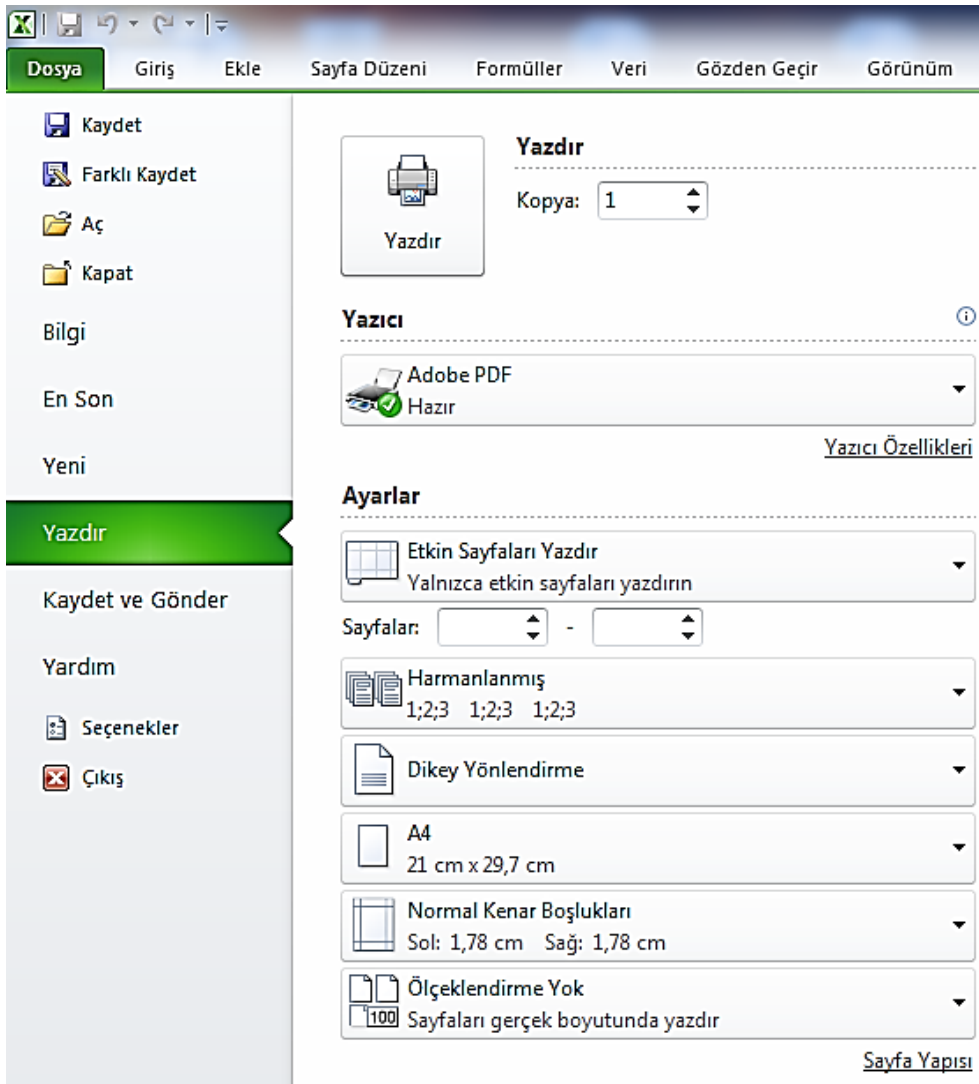 Dosya Giriş Ekle Sayfa Düzeni Formüller Veri Gözden Geçir Görünüm
Kaydet
Farklı Kaydet
Aç
Kapat
Bilgi
En Son
Yeni
Yazdır
Kaydet ve Gönder
Yardım
Seçenekler
Çıkış
Yazdır
Yazdır
Kopya: 1
Yazıcı
Adobe PDF
Hazır
Yazıcı Özellikleri
Ayarlar
Etkin Sayfaları Yazdır
Yalnızca etkin sayfaları yazdırın
Sayfalar: -
Harmanlanmış
1;2;3 1;2;3 1;2;3
Dikey Yönlendirme
A4
21 cm x 29,7 cm
Normal Kenar Boşlukları
Sol: 1,78 cm Sağ: 1,78 cm
Ölçeklendirme Yok
100
Sayfaları gerçek boyutunda yazdır
Sayfa Yapısı